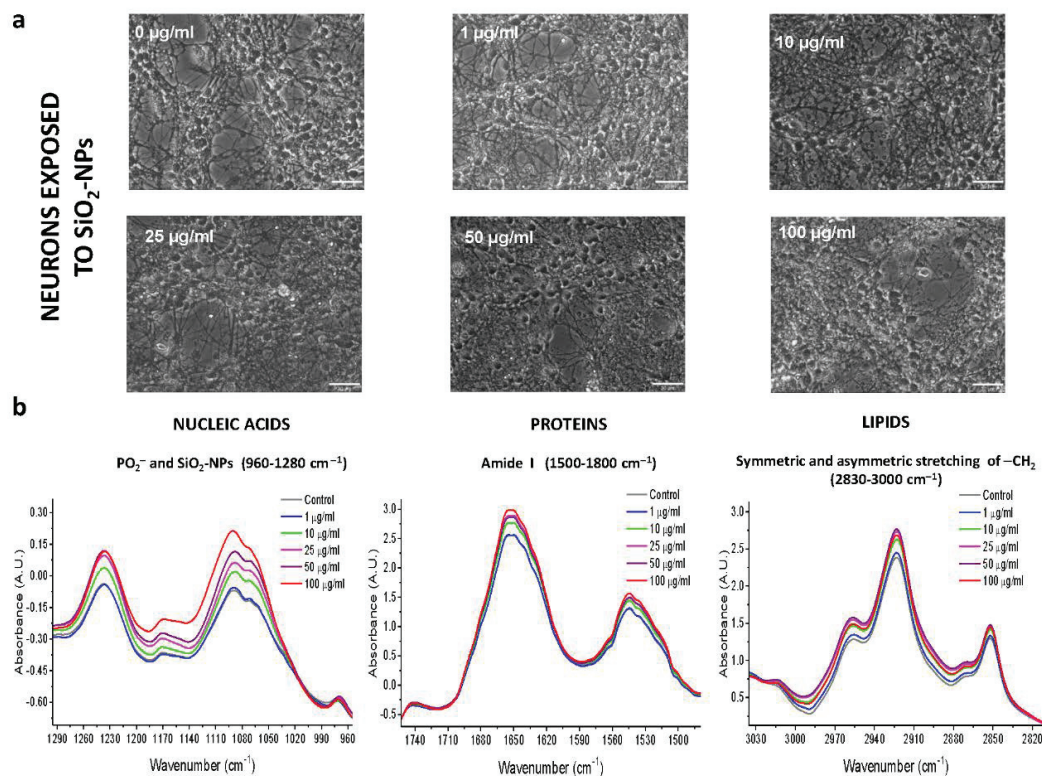 a
0 µg/ml
1 µg/ml
10 µg/ml
NEURONS EXPOSED
TO SiO₂-NPs
25 µg/ml
50 µg/ml
100 µg/ml
b
NUCLEIC ACIDS
PO₂⁻ and SiO₂-NPs (960-1280 cm⁻¹)
Absorbance (A. U.)
0.30
0.15
0.00
-0.15
-0.30
-0.45
-0.60
Control
1 µg/ml
10 µg/ml
25 µg/ml
50 µg/ml
100 µg/ml
1290 1260 1230 1200 1170 1140 1110 1080 1050 1020 990 960
Wavenumber (cm⁻¹)
PROTEINS
Amide I (1500-1800 cm⁻¹)
Absorbance (A.U.)
3.0
2.5
2.0
1.5
1.0
0.5
0.0
Control
1 µg/ml
10 µg/ml
25 µg/ml
50 µg/ml
100 µg/ml
1740 1710 1680 1650 1620 1590 1560 1530 1500
Wavenumber (cm⁻¹)
LIPIDS
Symmetric and asymmetric stretching of –CH₂
(2830-3000 cm⁻¹)
Absorbance (A.U.)
3.0
2.5
2.0
1.5
1.0
0.5
Control
1 µg/ml
10 µg/ml
25 µg/ml
50 µg/ml
100 µg/ml
3030 3000 2970 2940 2910 2880 2850 2820
Wavenumber (cm⁻¹)